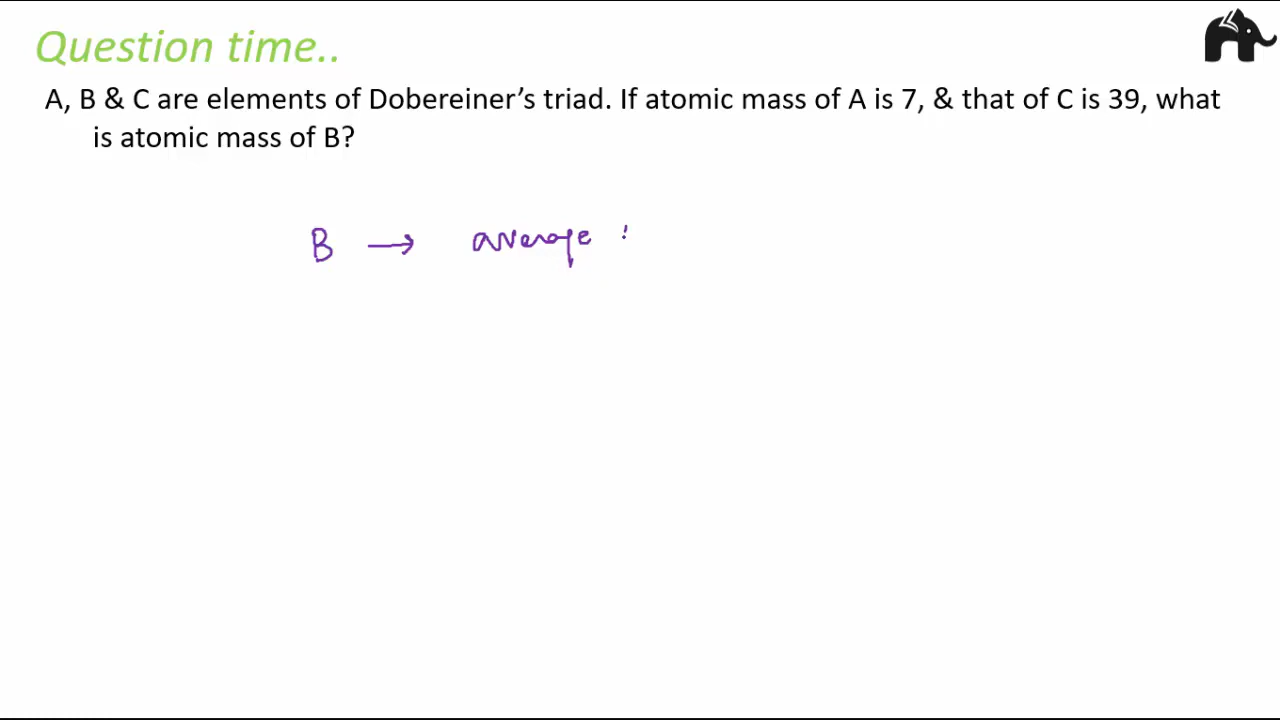 Question time..
A, B & C are elements of Dobereiner’s triad. If atomic mass of A is 7, & that of C is 39, what
is atomic mass of B?
B → average